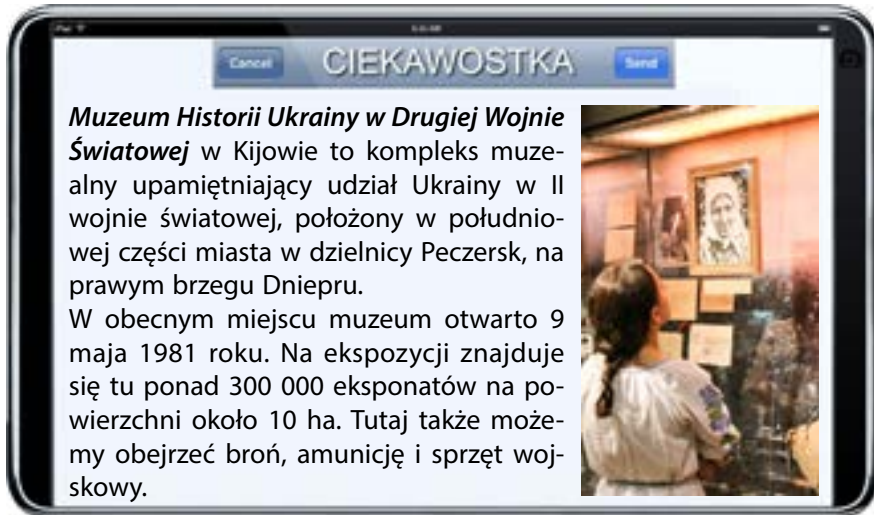 Cancel CIEKAWOSTKA Send
Muzeum Historii Ukrainy w Drugiej Wojnie
Światowej w Kijowie to kompleks muze-
alny upamiętniający udział Ukrainy w II
wojnie światowej, położony w południo-
wej części miasta w dzielnicy Peczersk, na
prawym brzegu Dniepru.
W obecnym miejscu muzeum otwarto 9
maja 1981 roku. Na ekspozycji znajduje
się tu ponad 300 000 eksponatów na po-
wierzchni około 10 ha. Tutaj także może-
my obejrzeć broń, amunicję i sprzęt woj-
skowy.